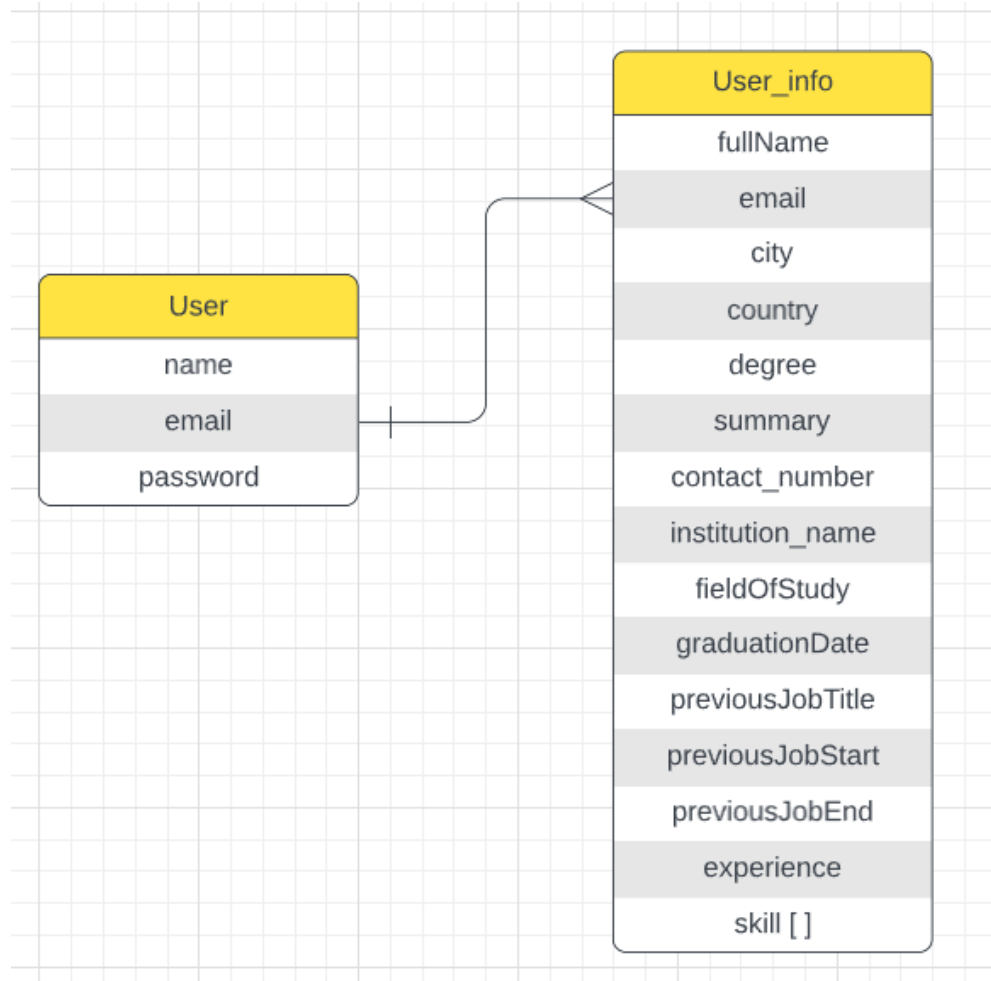 User
name
email
password
User_info
fullName
email
city
country
degree
summary
contact_number
institution_name
fieldOfStudy
graduationDate
previousJobTitle
previousJobStart
previousJobEnd
experience
skill [ ]